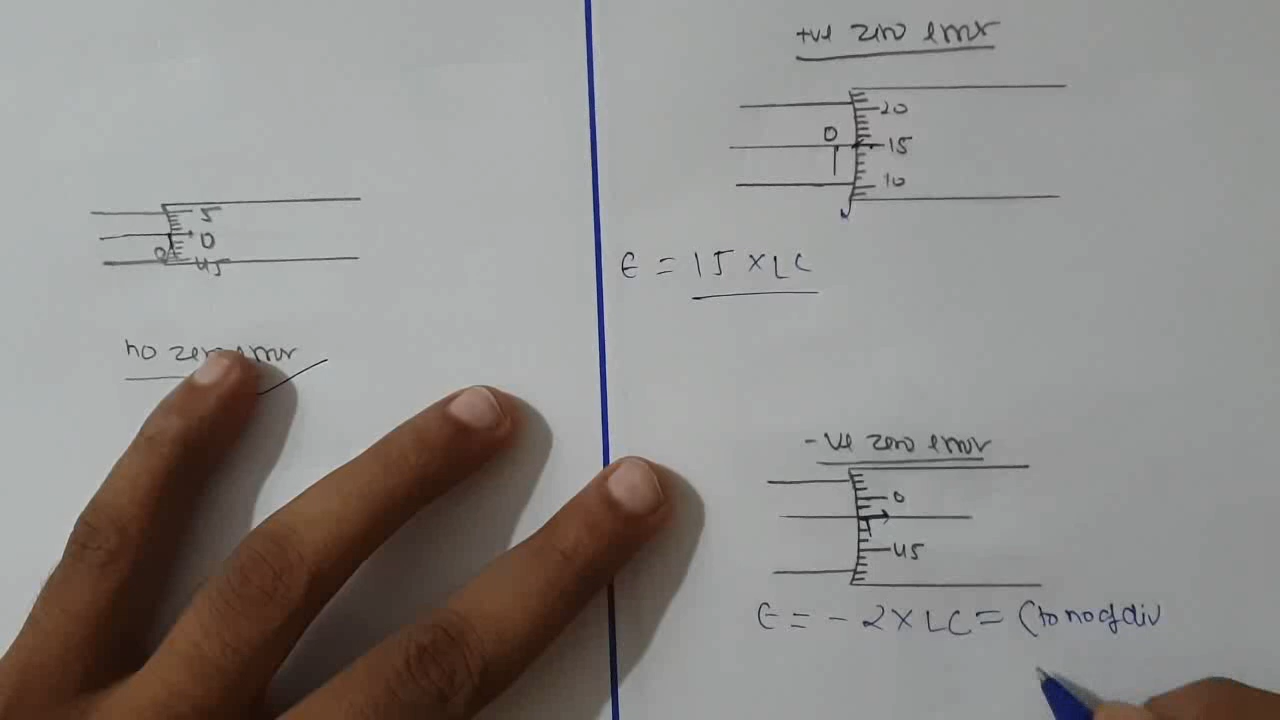 5
0
0
45
no zero error
+ve zero error
20
0
15
10
E = 15 × LC
-ve zero error
0
45
E = - 2 × LC = (to no of div